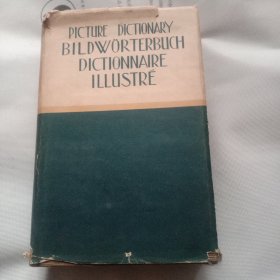 PICTURE DICTIONARY
BILDWÖRTERBUCH
DICTIONNAIRE
ILLUSTRÉ